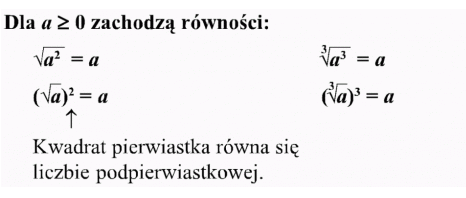 Dla a ≥ 0 zachodzą równości:
√a² = a ∛a³ = a
(√a)² = a (∛a)³ = a
↑
Kwadrat pierwiastka równa się
liczbie podpierwiastkowej.